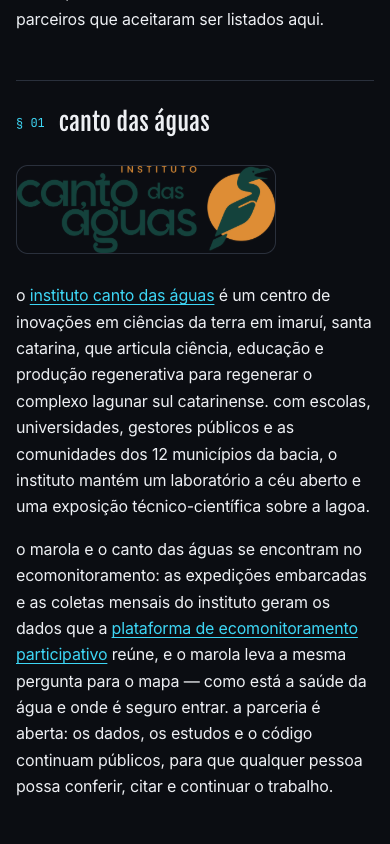 parceiros que aceitaram ser listados aqui.
§ 01 canto das águas
INSTITUTO
canto das
águas
o instituto canto das águas é um centro de
inovações em ciências da terra em imaruí, santa
catarina, que articula ciência, educação e
produção regenerativa para regenerar o
complexo lagunar sul catarinense. com escolas,
universidades, gestores públicos e as
comunidades dos 12 municípios da bacia, o
instituto mantém um laboratório a céu aberto e
uma exposição técnico-científica sobre a lagoa.
o marola e o canto das águas se encontram no
ecomonitoramento: as expedições embarcadas
e as coletas mensais do instituto geram os
dados que a plataforma de ecomonitoramento
participativo reúne, e o marola leva a mesma
pergunta para o mapa — como está a saúde da
água e onde é seguro entrar. a parceria é
aberta: os dados, os estudos e o código
continuam públicos, para que qualquer pessoa
possa conferir, citar e continuar o trabalho.